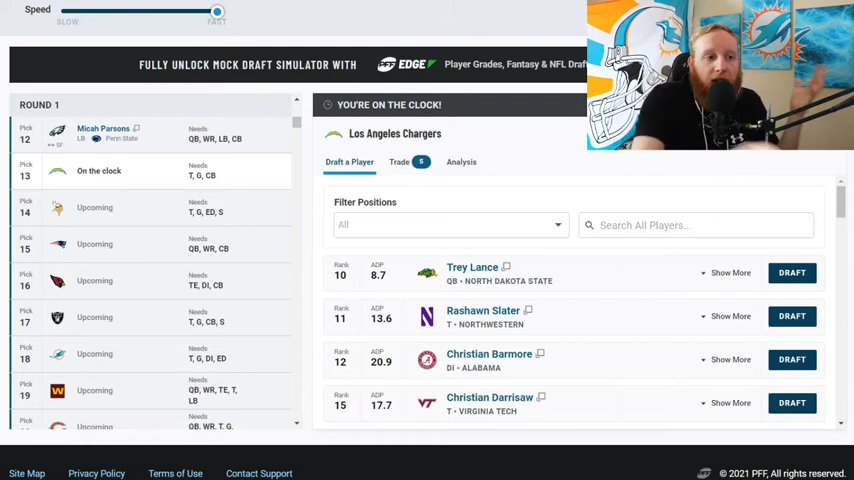 Speed
SLOW
FAST
FULLY UNLOCK MOCK DRAFT SIMULATOR WITH
PFF EDGE
Player Grades, Fantasy & NFL Draf
ROUND 1
Pick
12
SF
Micah Parsons
LB • Penn State
Needs
QB, WR, LB, CB
Pick
13
On the clock
Needs
T, G, CB
Pick
14
Upcoming
Needs
T, G, ED, S
Pick
15
Upcoming
Needs
QB, WR, CB
Pick
16
Upcoming
Needs
TE, DI, CB
Pick
17
Upcoming
Needs
T, G, CB, S
Pick
18
Upcoming
Needs
T, G, DI, ED
Pick
19
Upcoming
Needs
QB, WR, TE, T,
LB
Pick
Upcoming
Needs
QB, WR, T, G,
YOU'RE ON THE CLOCK!
Los Angeles Chargers
Draft a Player
Trade 5
Analysis
Filter Positions
All
Search All Players...
Rank
10
ADP
8.7
Trey Lance
QB • NORTH DAKOTA STATE
Show More
DRAFT
Rank
11
ADP
13.6
Rashawn Slater
T • NORTHWESTERN
Show More
DRAFT
Rank
12
ADP
20.9
Christian Barmore
DI • ALABAMA
Show More
DRAFT
Rank
15
ADP
17.7
Christian Darrisaw
T • VIRGINIA TECH
Show More
DRAFT
Site Map
Privacy Policy
Terms of Use
Contact Support
© 2021 PFF, All rights reserved.